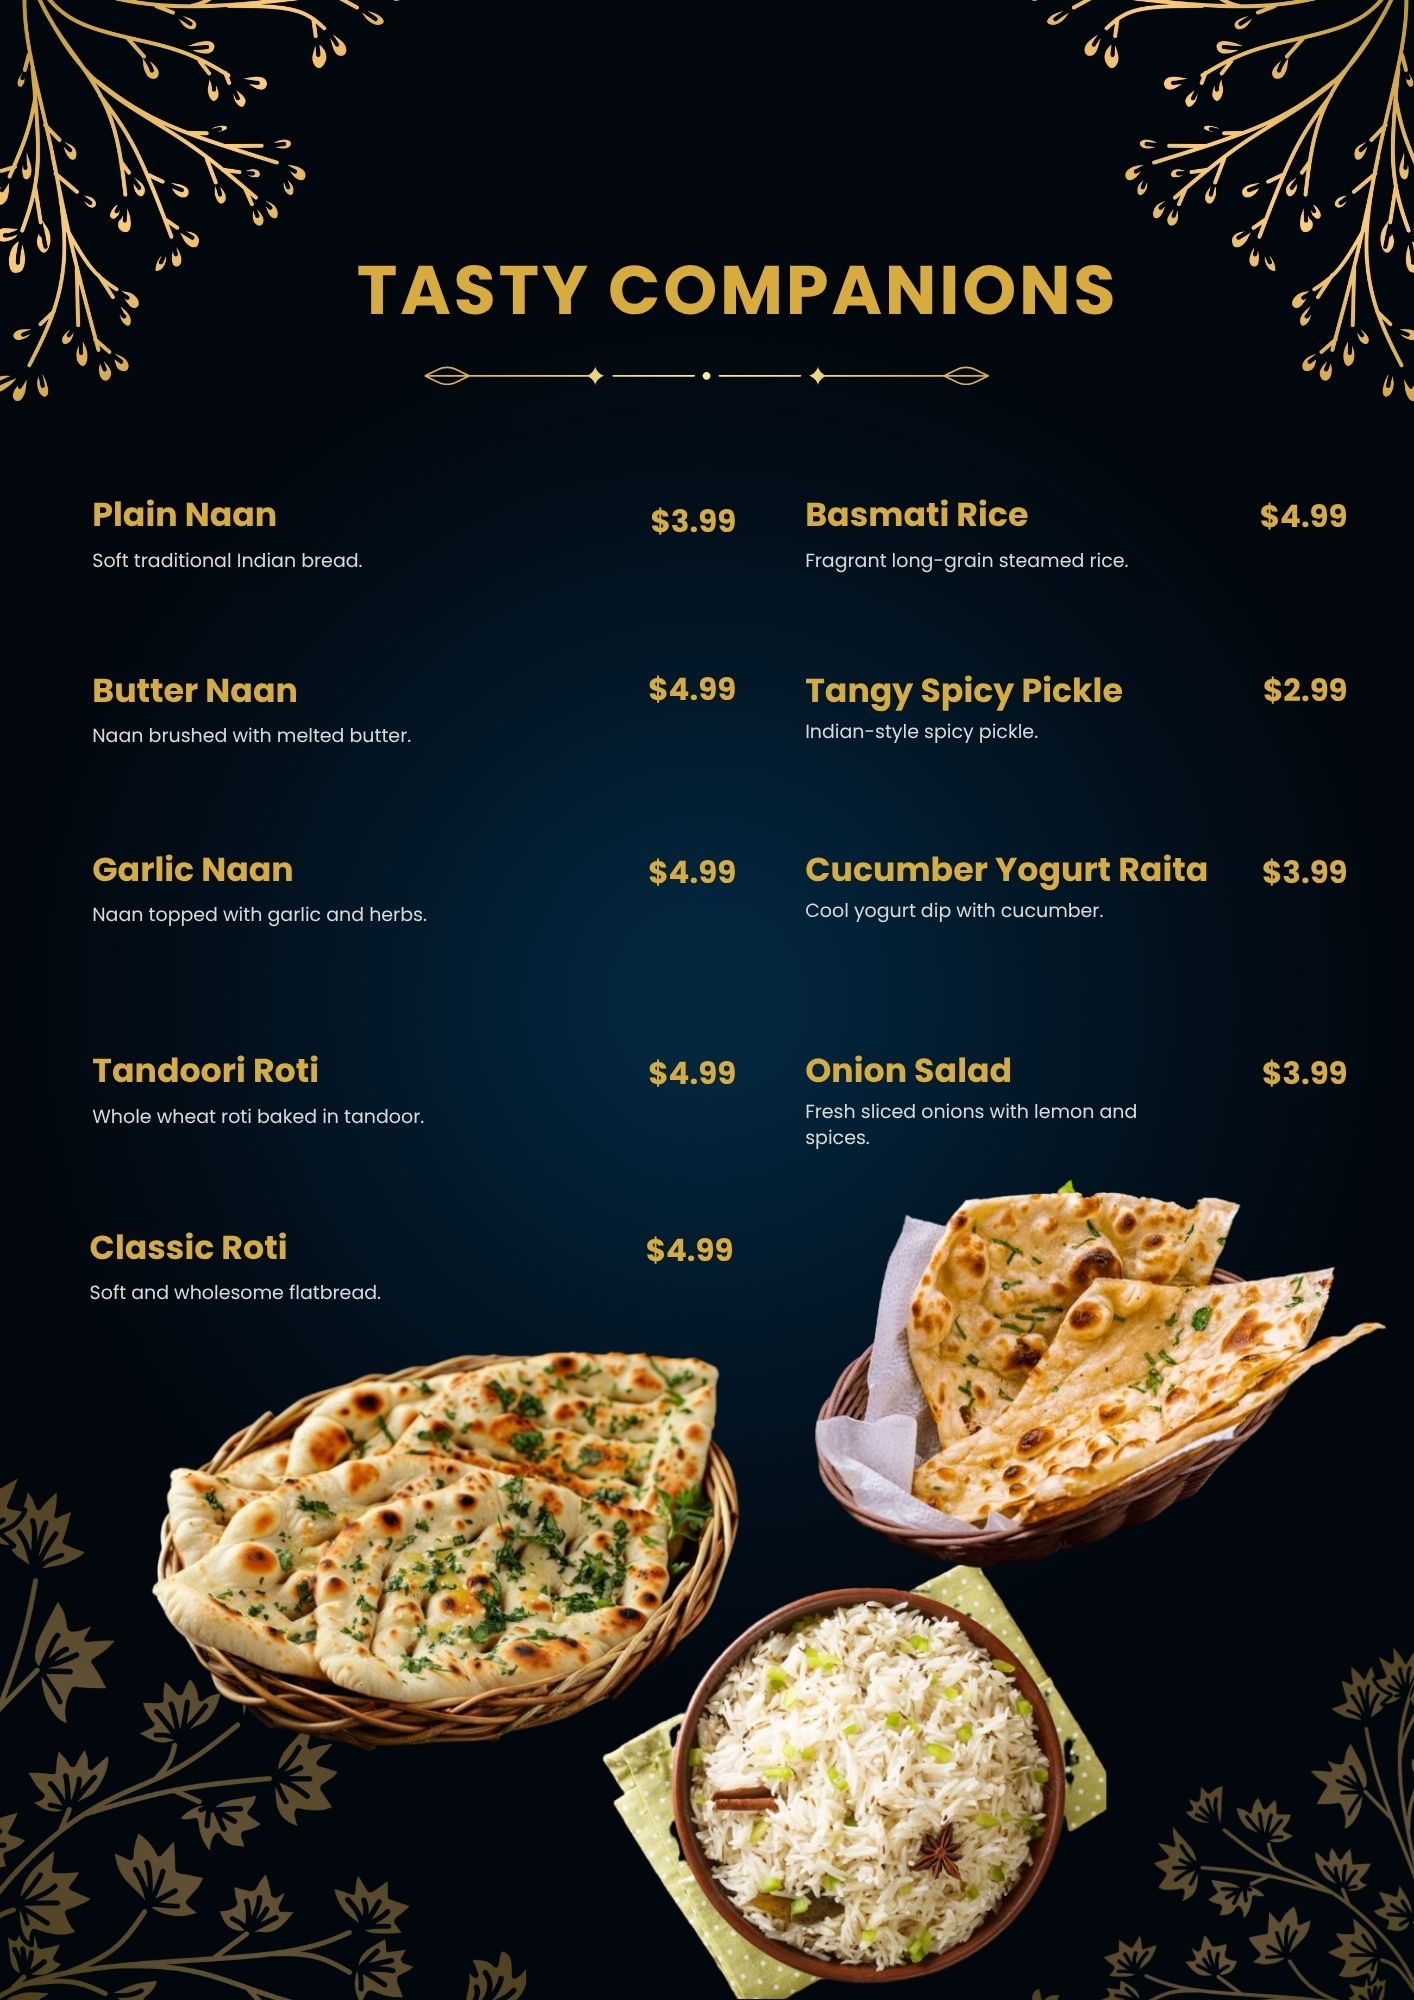 TASTY COMPANIONS
Plain Naan
$3.99
Soft traditional Indian bread.
Butter Naan
$4.99
Naan brushed with melted butter.
Garlic Naan
$4.99
Naan topped with garlic and herbs.
Tandoori Roti
$4.99
Whole wheat roti baked in tandoor.
Classic Roti
$4.99
Soft and wholesome flatbread.
Basmati Rice
$4.99
Fragrant long-grain steamed rice.
Tangy Spicy Pickle
$2.99
Indian-style spicy pickle.
Cucumber Yogurt Raita
$3.99
Cool yogurt dip with cucumber.
Onion Salad
$3.99
Fresh sliced onions with lemon and
spices.